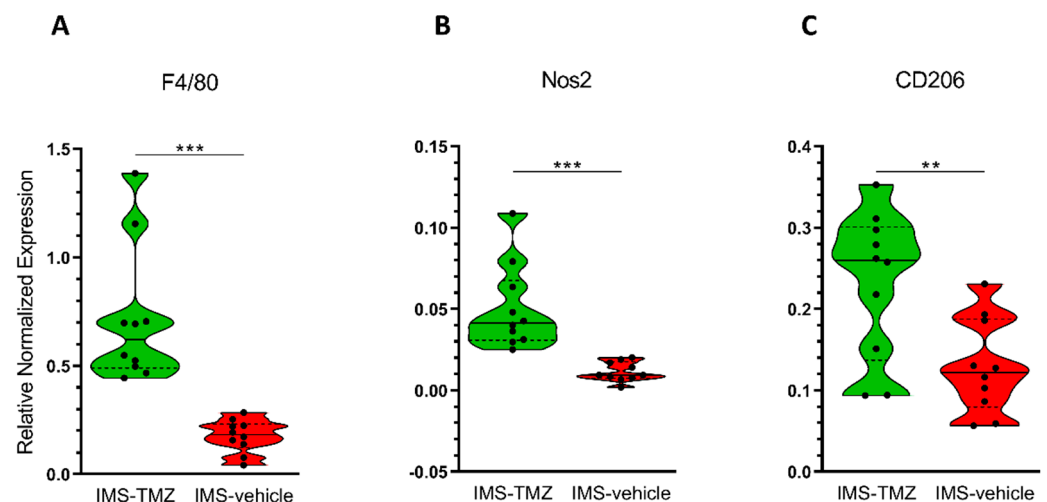 A
B
C
F4/80
Nos2
CD206
Relative Normalized Expression
1.5
1.0
0.5
0.0
***
IMS-TMZ
IMS-vehicle
0.15
0.10
0.05
0.00
-0.05
***
IMS-TMZ
IMS-vehicle
0.4
0.3
0.2
0.1
0.0
**
IMS-TMZ
IMS-vehicle